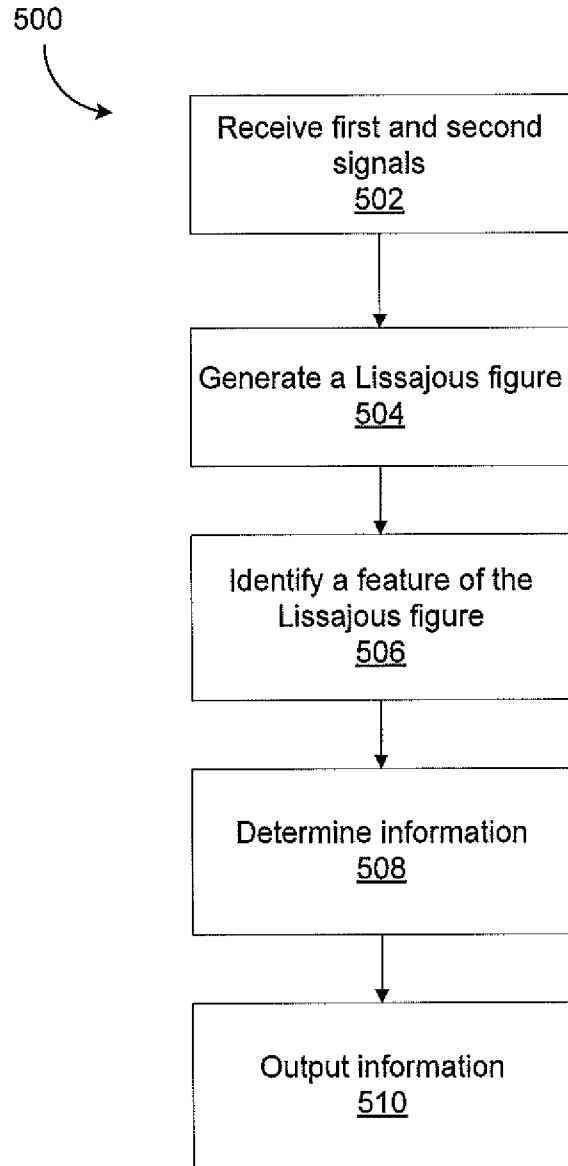 500
Receive first and second
signals
502
Generate a Lissajous figure
504
Identify a feature of the
Lissajous figure
506
Determine information
508
Output information
510